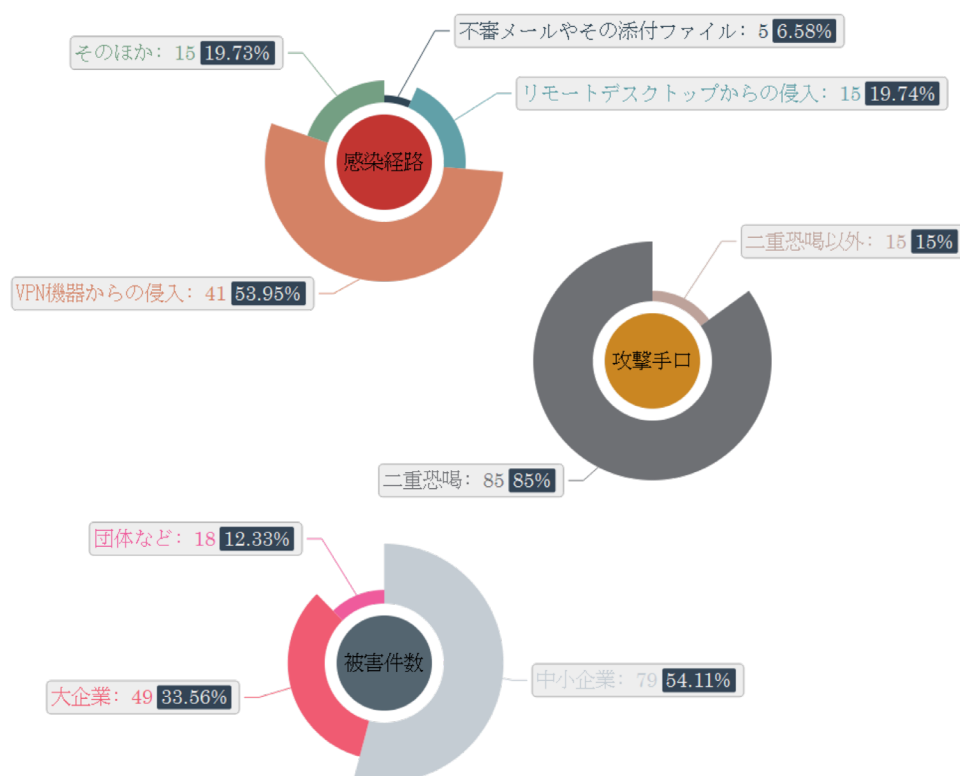 不審メールやその添付ファイル: 5 6.58%
そのほか: 15 19.73%
リモートデスクトップからの侵入: 15 19.74%
感染経路
VPN機器からの侵入: 41 53.95%
二重恐喝以外: 15 15%
攻撃手口
二重恐喝: 85 85%
団体など: 18 12.33%
被害件数
中小企業: 79 54.11%
大企業: 49 33.56%